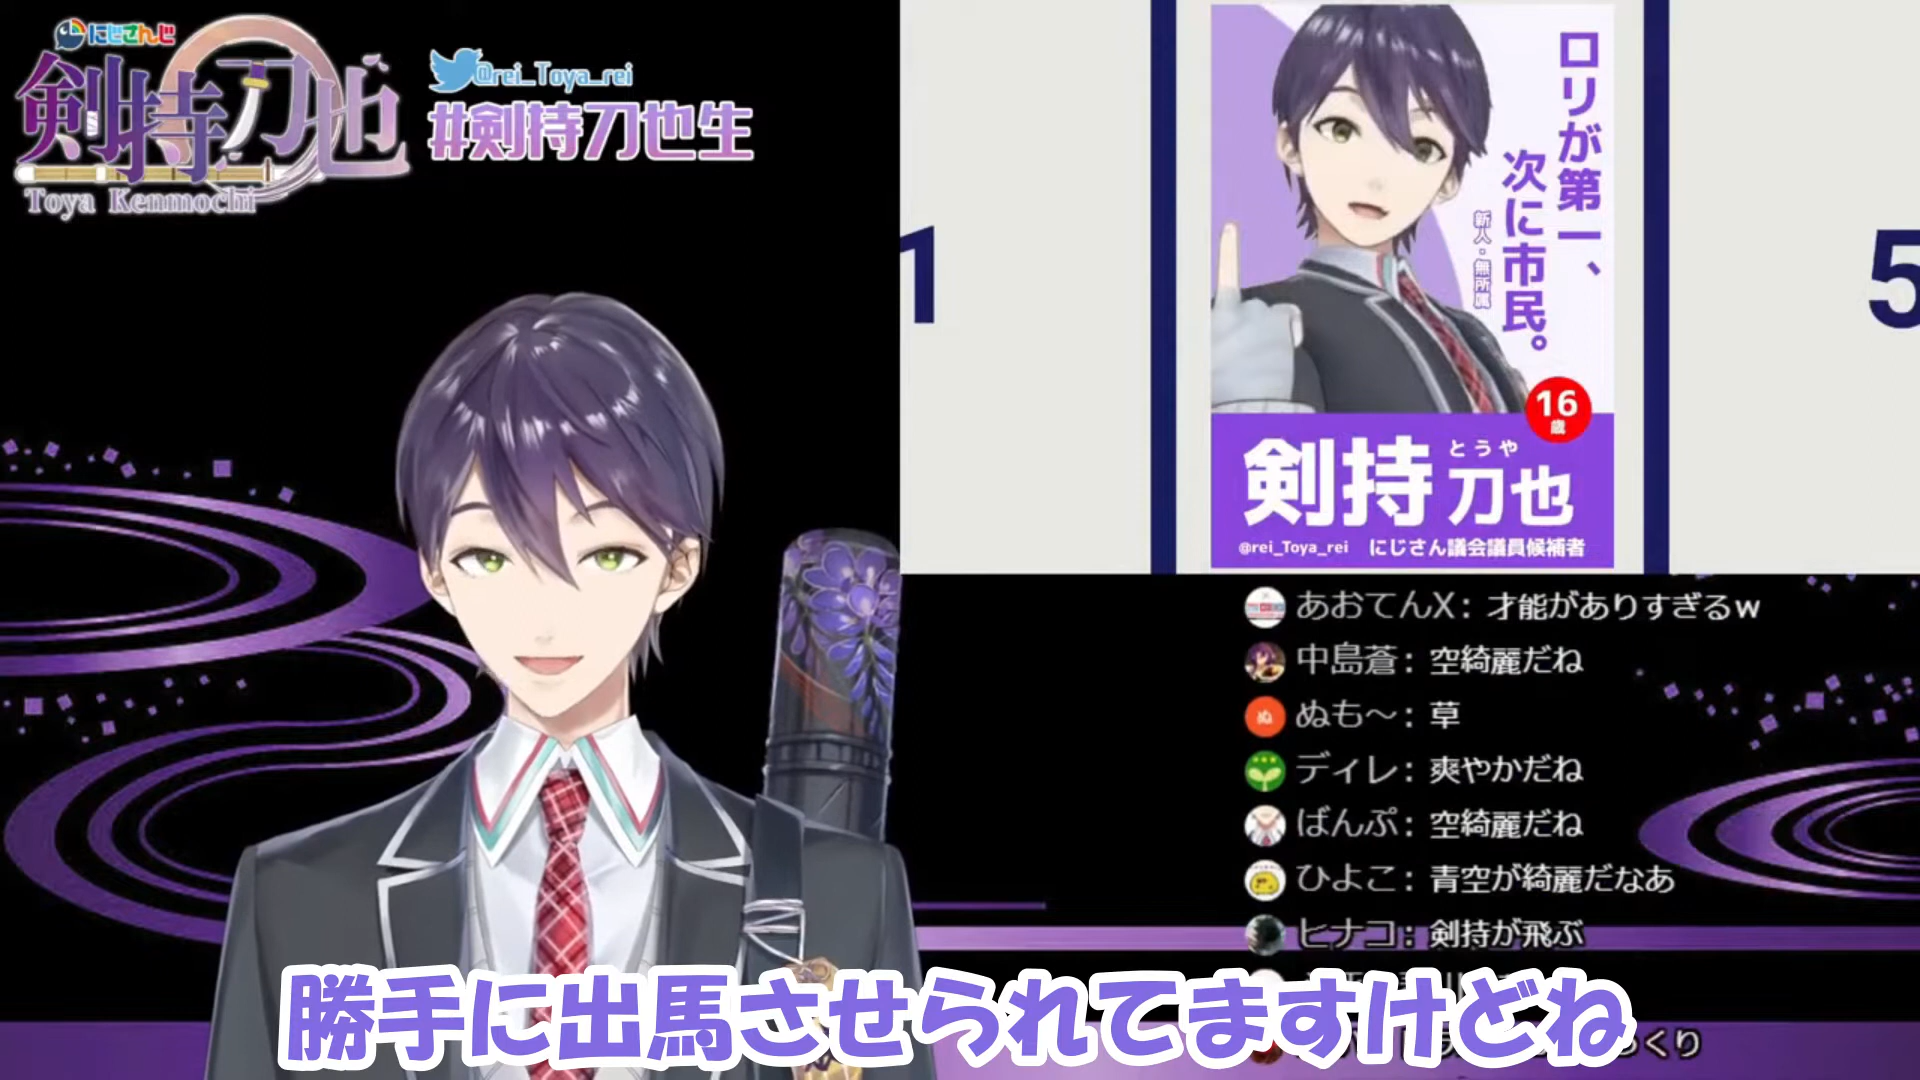 にじさんじ
剣持刀也
Toya Kenmochi
@rei_Toya_rei
#剣持刀也生
1
5
ロリが第一、
次に市民。
新人・無所属
16
歳
とうや
剣持 刀也
@rei_Toya_rei にじさん議会議員候補者
あおてんX: 才能がありすぎるw
中島蒼: 空綺麗だね
ぬも〜: 草
ぬ
ディレ: 爽やかだね
ばんぷ: 空綺麗だね
ひよこ: 青空が綺麗だなあ
ヒナコ: 剣持が飛ぶ
勝手に出馬させられてますけどね
くり